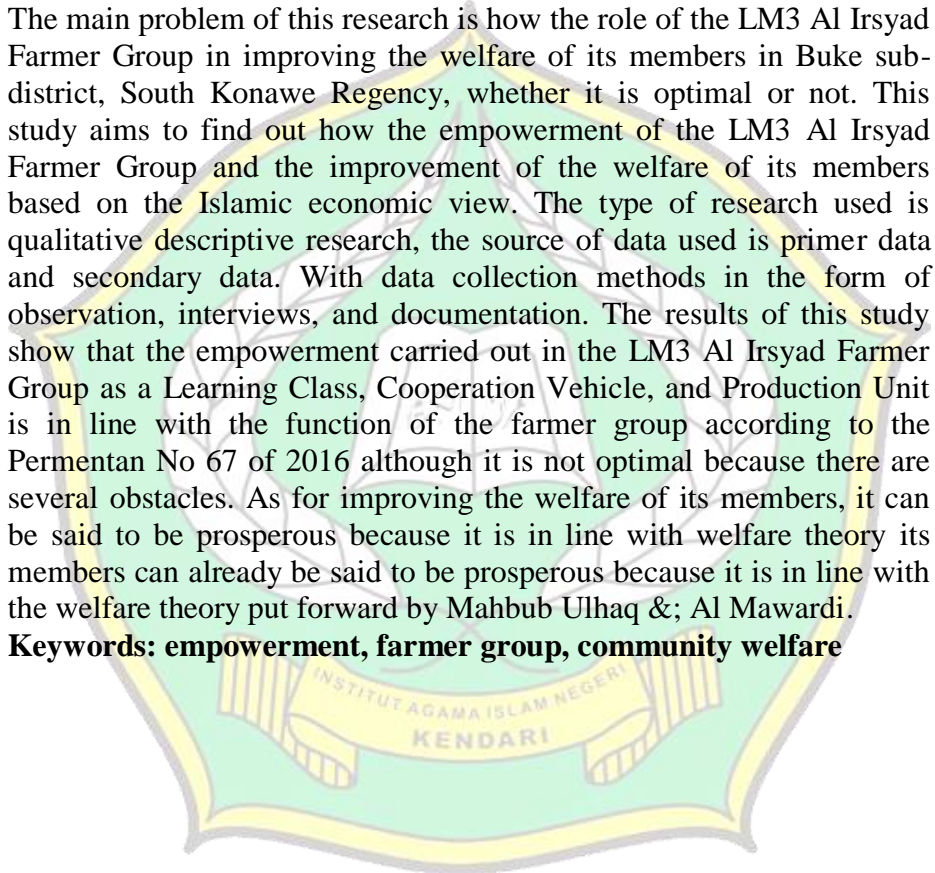 The main problem of this research is how the role of the LM3 Al Irsyad
Farmer Group in improving the welfare of its members in Buke sub-
district, South Konawe Regency, whether it is optimal or not. This
study aims to find out how the empowerment of the LM3 Al Irsyad
Farmer Group and the improvement of the welfare of its members
based on the Islamic economic view. The type of research used is
qualitative descriptive research, the source of data used is primer data
and secondary data. With data collection methods in the form of
observation, interviews, and documentation. The results of this study
show that the empowerment carried out in the LM3 Al Irsyad Farmer
Group as a Learning Class, Cooperation Vehicle, and Production Unit
is in line with the function of the farmer group according to the
Permentan No 67 of 2016 although it is not optimal because there are
several obstacles. As for improving the welfare of its members, it can
be said to be prosperous because it is in line with welfare theory its
members can already be said to be prosperous because it is in line with
the welfare theory put forward by Mahbub Ulhaq &; Al Mawardi.
Keywords: empowerment, farmer group, community welfare
INSTITUT AGAMA ISLAM NEGERI
KENDARI